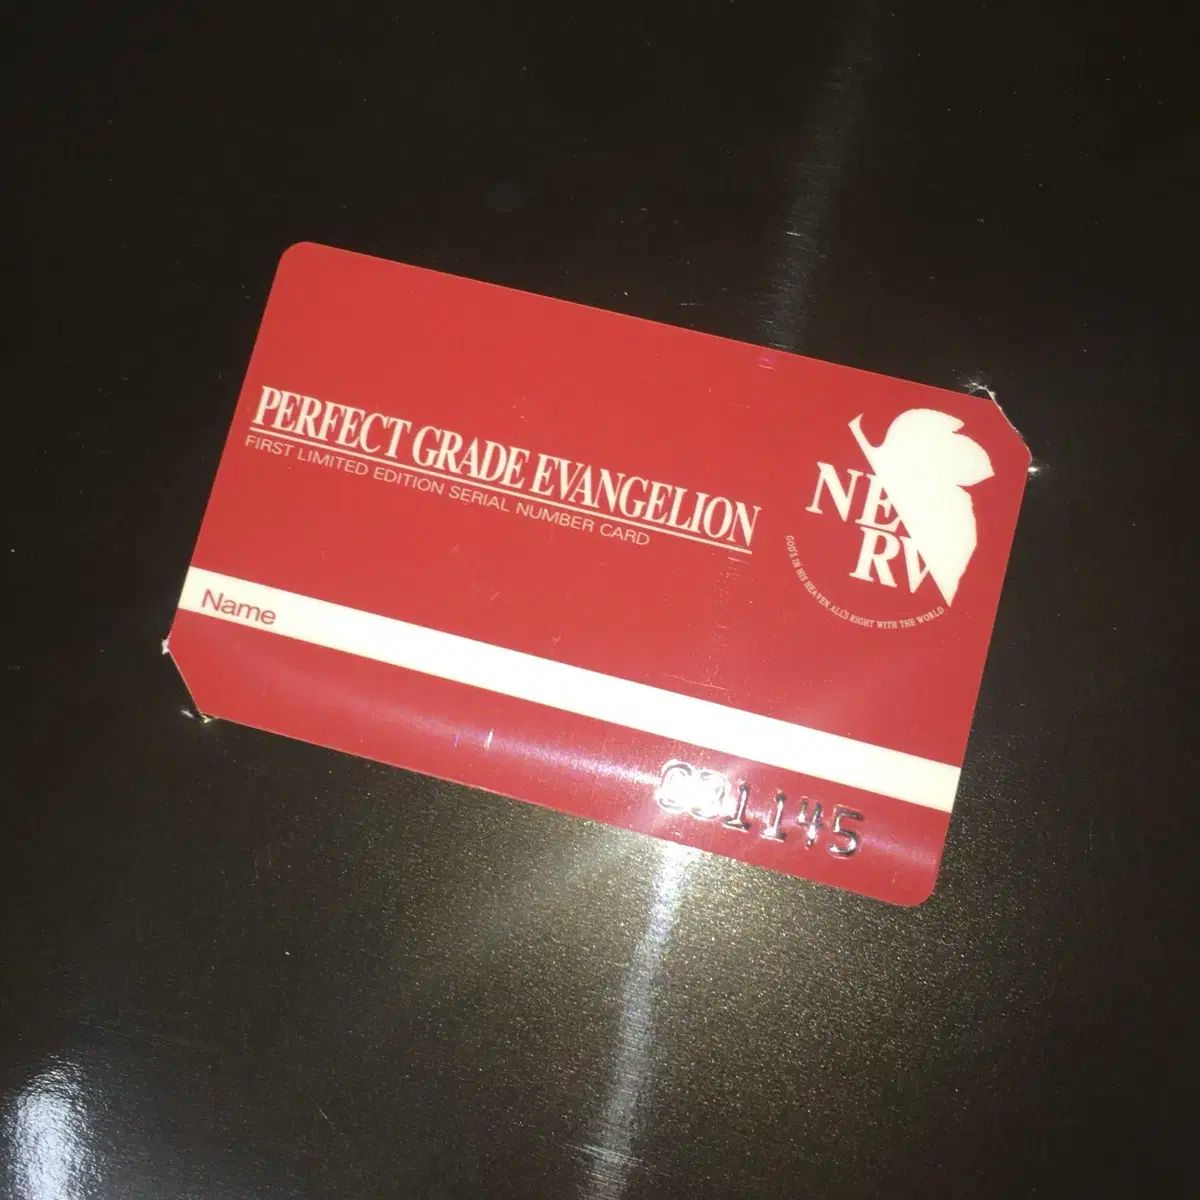 PERFECT GRADE EVANGELION
FIRST LIMITED EDITION SERIAL NUMBER CARD
NERV
GOD'S IN HIS HEAVEN, ALL'S RIGHT WITH THE WORLD.
Name
031145